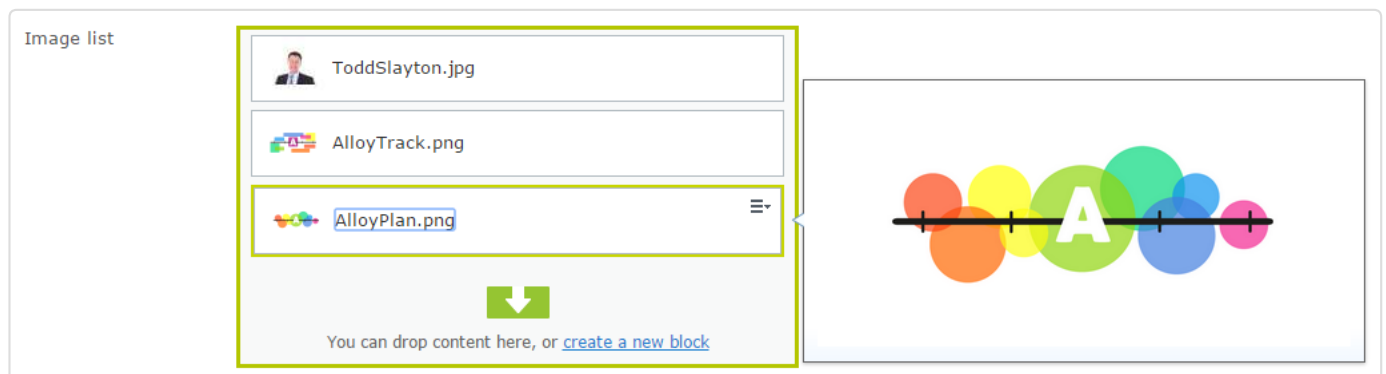 Image list
ToddSlayton.jpg
AlloyTrack.png
AlloyPlan.png
You can drop content here, or create a new block
A